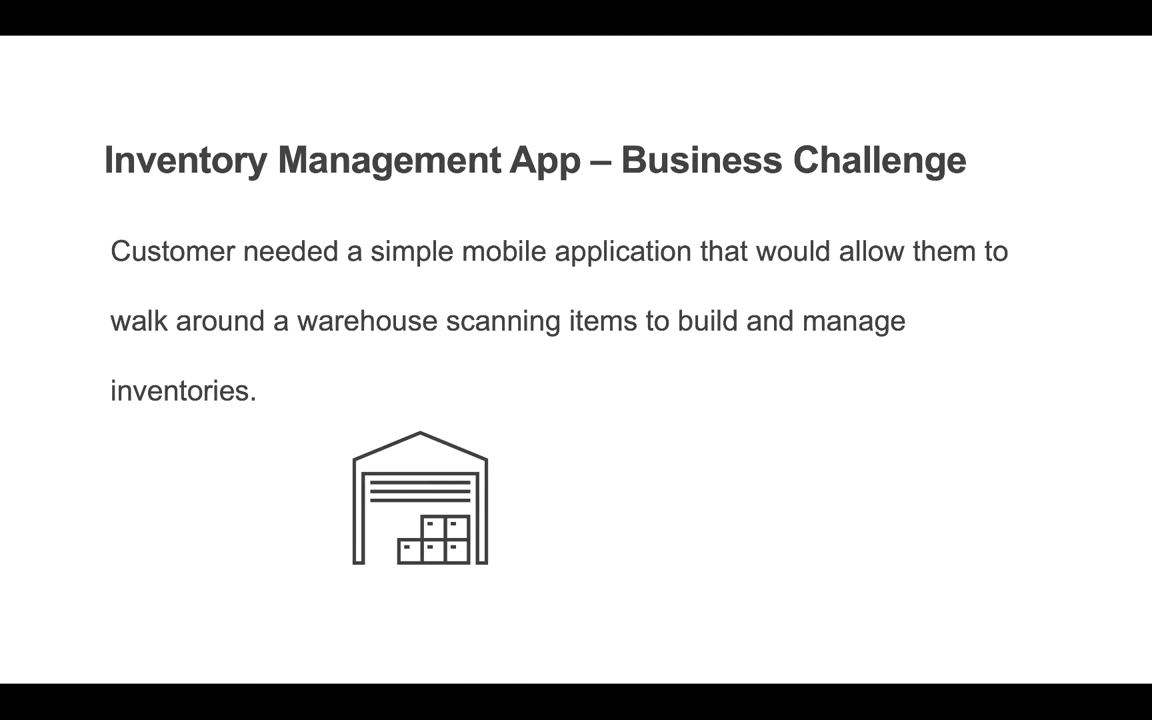 Inventory Management App – Business Challenge
Customer needed a simple mobile application that would allow them to
walk around a warehouse scanning items to build and manage
inventories.